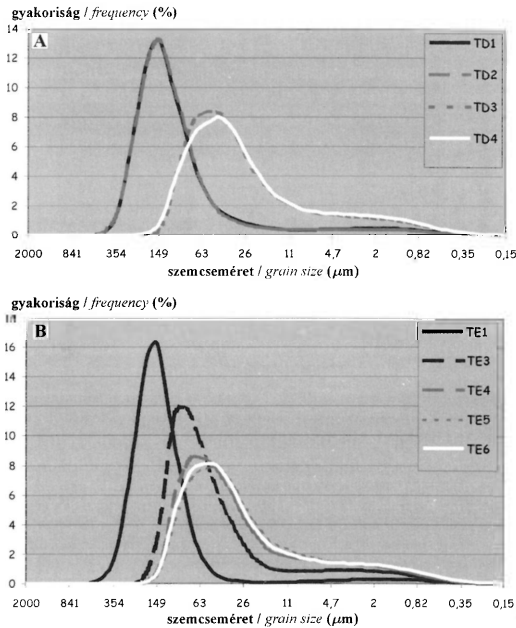 gyakoriság / frequency (%)
A
14
12
10
8
6
4
2
0
TD1
TD2
TD3
TD4
2000 841 354 149 63 26 11 4,7 2 0,82 0,35 0,15
szemcseméret / grain size (μm)
gyakoriság / frequency (%)
B
16
14
12
10
8
6
4
2
0
TE1
TE3
TE4
TE5
TE6
2000 841 354 149 63 26 11 4,7 2 0,82 0,35 0,15
szemcseméret / grain size (μm)